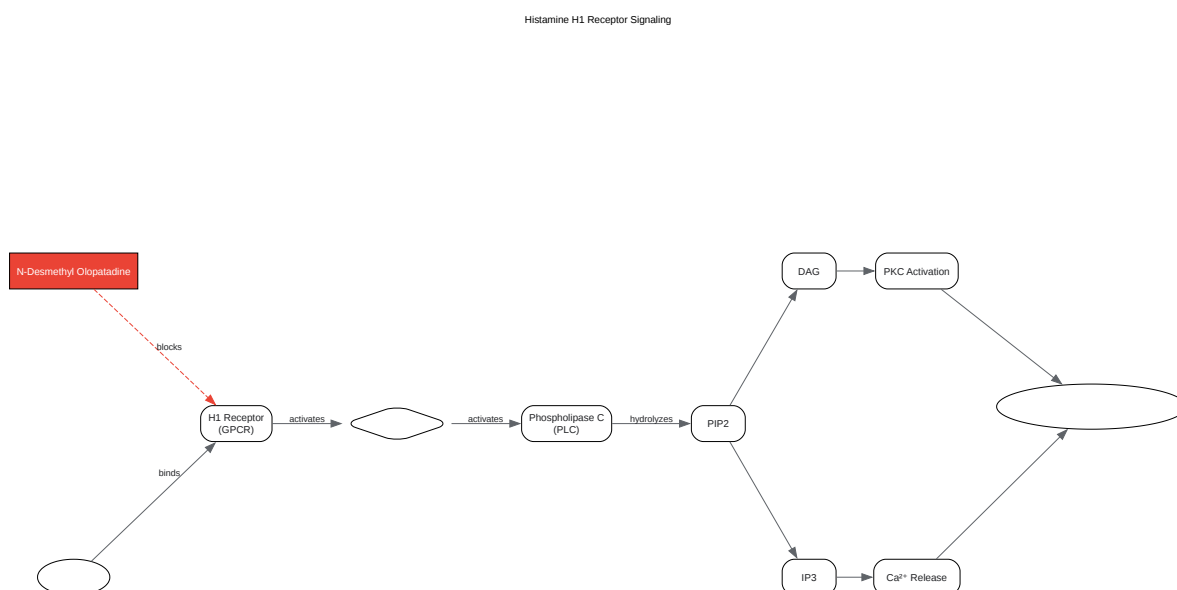 Histamine H1 Receptor Signaling
N-Desmethyl Olopatadine
blocks
binds
H1 Receptor
(GPCR)
activates
activates
Phospholipase C
(PLC)
hydrolyzes
PIP2
DAG
PKC Activation
IP3
Ca²⁺ Release